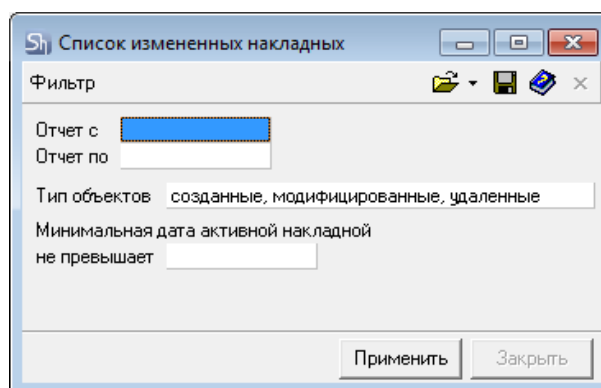 Sh Список измененных накладных
Фильтр
Отчет с
Отчет по
Тип объектов созданные, модифицированные, удаленные
Минимальная дата активной накладной
не превышает
Применить Закрыть